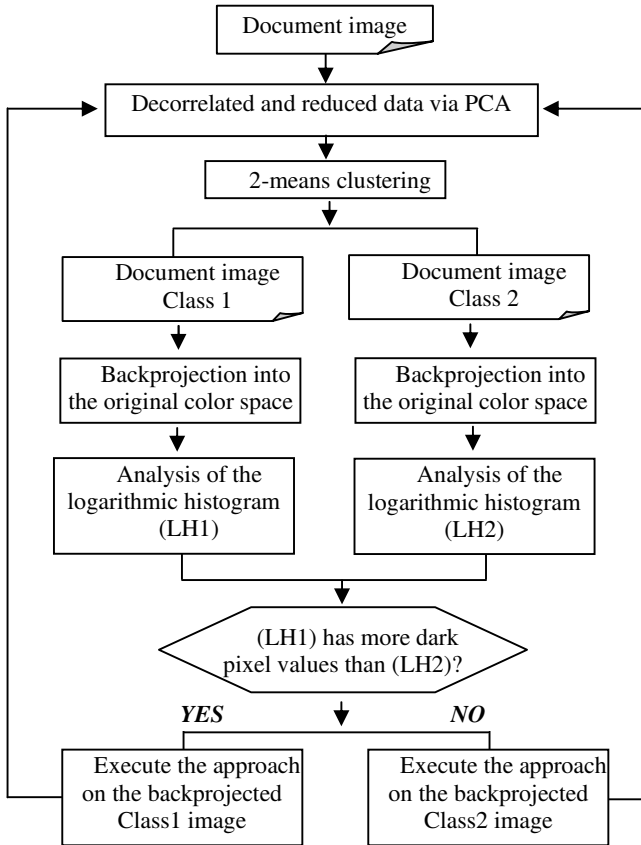 Document image
Decorrelated and reduced data via PCA
2-means clustering
Document image
Class 1
Document image
Class 2
Backprojection into
the original color space
Backprojection into
the original color space
Analysis of the
logarithmic histogram
(LH1)
Analysis of the
logarithmic histogram
(LH2)
(LH1) has more dark
pixel values than (LH2)?
YES
NO
Execute the approach
on the backprojected
Class1 image
Execute the approach
on the backprojected
Class2 image